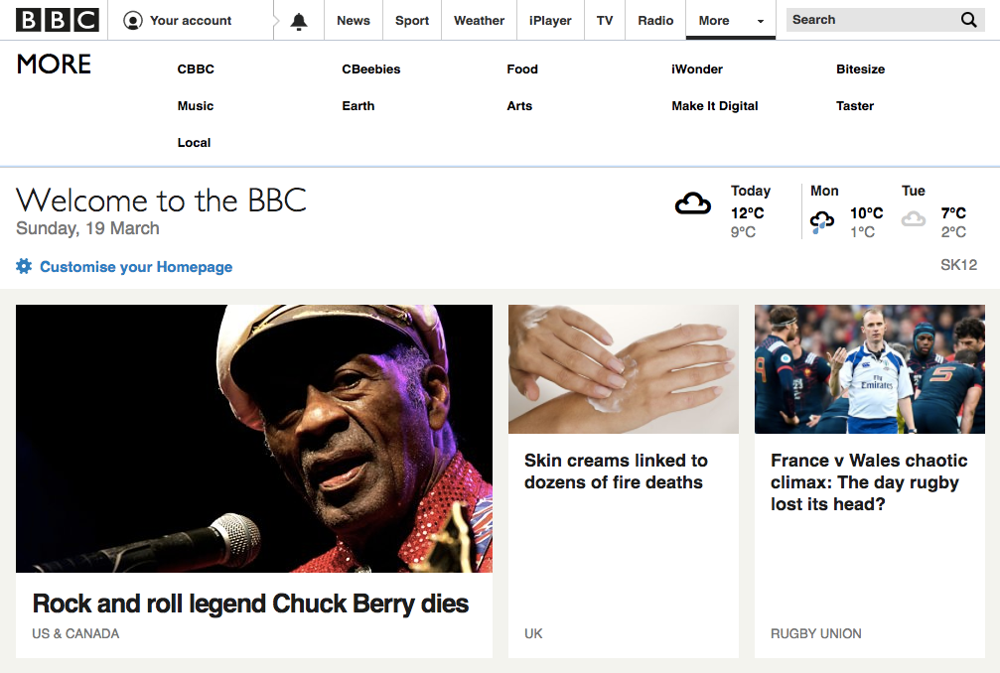 BBC
Your account
News
Sport
Weather
iPlayer
TV
Radio
More
Search
MORE
CBBC
CBeebies
Food
iWonder
Bitesize
Music
Earth
Arts
Make It Digital
Taster
Local
Welcome to the BBC
Sunday, 19 March
Customise your Homepage
Today
12°C
9°C
Mon
10°C
1°C
Tue
7°C
2°C
SK12
Rock and roll legend Chuck Berry dies
US & CANADA
Skin creams linked to
dozens of fire deaths
UK
9
Fly
Emirates
5
France v Wales chaotic
climax: The day rugby
lost its head?
RUGBY UNION